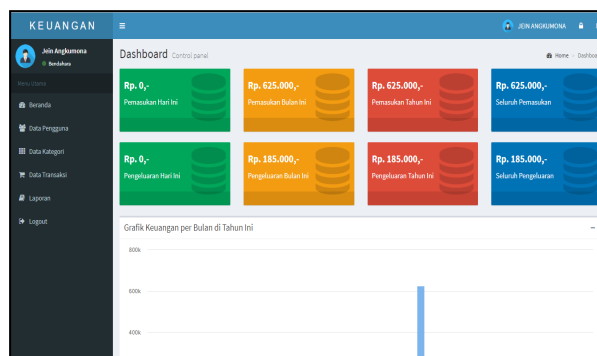 KEUANGAN
JEIN ANGKUMONA
Jein Angkumona
Bendahara
Menu Utama
Beranda
Data Pengguna
Data Kategori
Data Transaksi
Laporan
Logout
Dashboard Control panel
Home > Dashboa
Rp. 0,-
Pemasukan Hari Ini
Rp. 625.000,-
Pemasukan Bulan Ini
Rp. 625.000,-
Pemasukan Tahun Ini
Rp. 625.000,-
Seluruh Pemasukan
Rp. 0,-
Pengeluaran Hari Ini
Rp. 185.000,-
Pengeluaran Bulan Ini
Rp. 185.000,-
Pengeluaran Tahun Ini
Rp. 185.000,-
Seluruh Pengeluaran
Grafik Keuangan per Bulan di Tahun Ini
800k
600k
400k